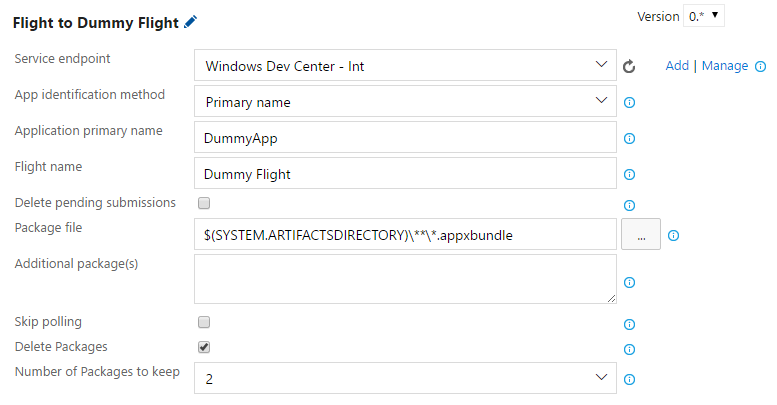 Flight to Dummy Flight
Version 0.*
Service endpoint Windows Dev Center - Int Add | Manage
App identification method Primary name
Application primary name DummyApp
Flight name Dummy Flight
Delete pending submissions
Package file $(SYSTEM.ARTIFACTSDIRECTORY)\**\*.appxbundle ...
Additional package(s)
Skip polling
Delete Packages
Number of Packages to keep 2